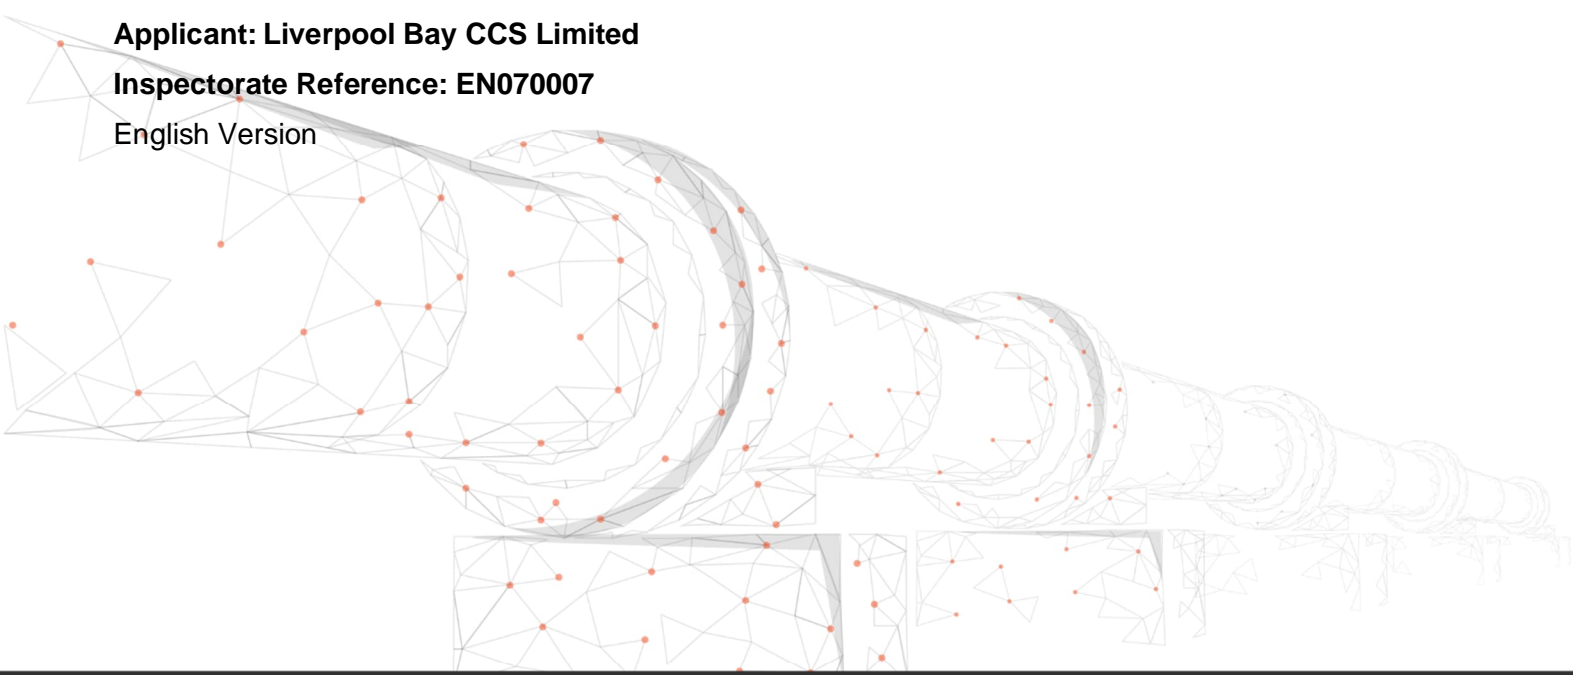 Applicant: Liverpool Bay CCS Limited
Inspectorate Reference: EN070007
English Version